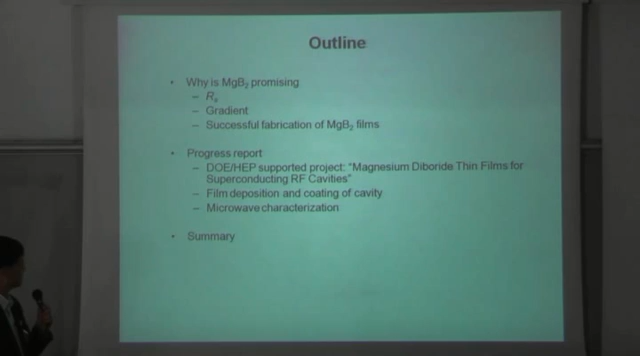 Outline
• Why is MgB₂ promising
– Rs
– Gradient
– Successful fabrication of MgB₂ films
• Progress report
– DOE/HEP supported project: "Magnesium Diboride Thin Films for
Superconducting RF Cavities"
– Film deposition and coating of cavity
– Microwave characterization
• Summary